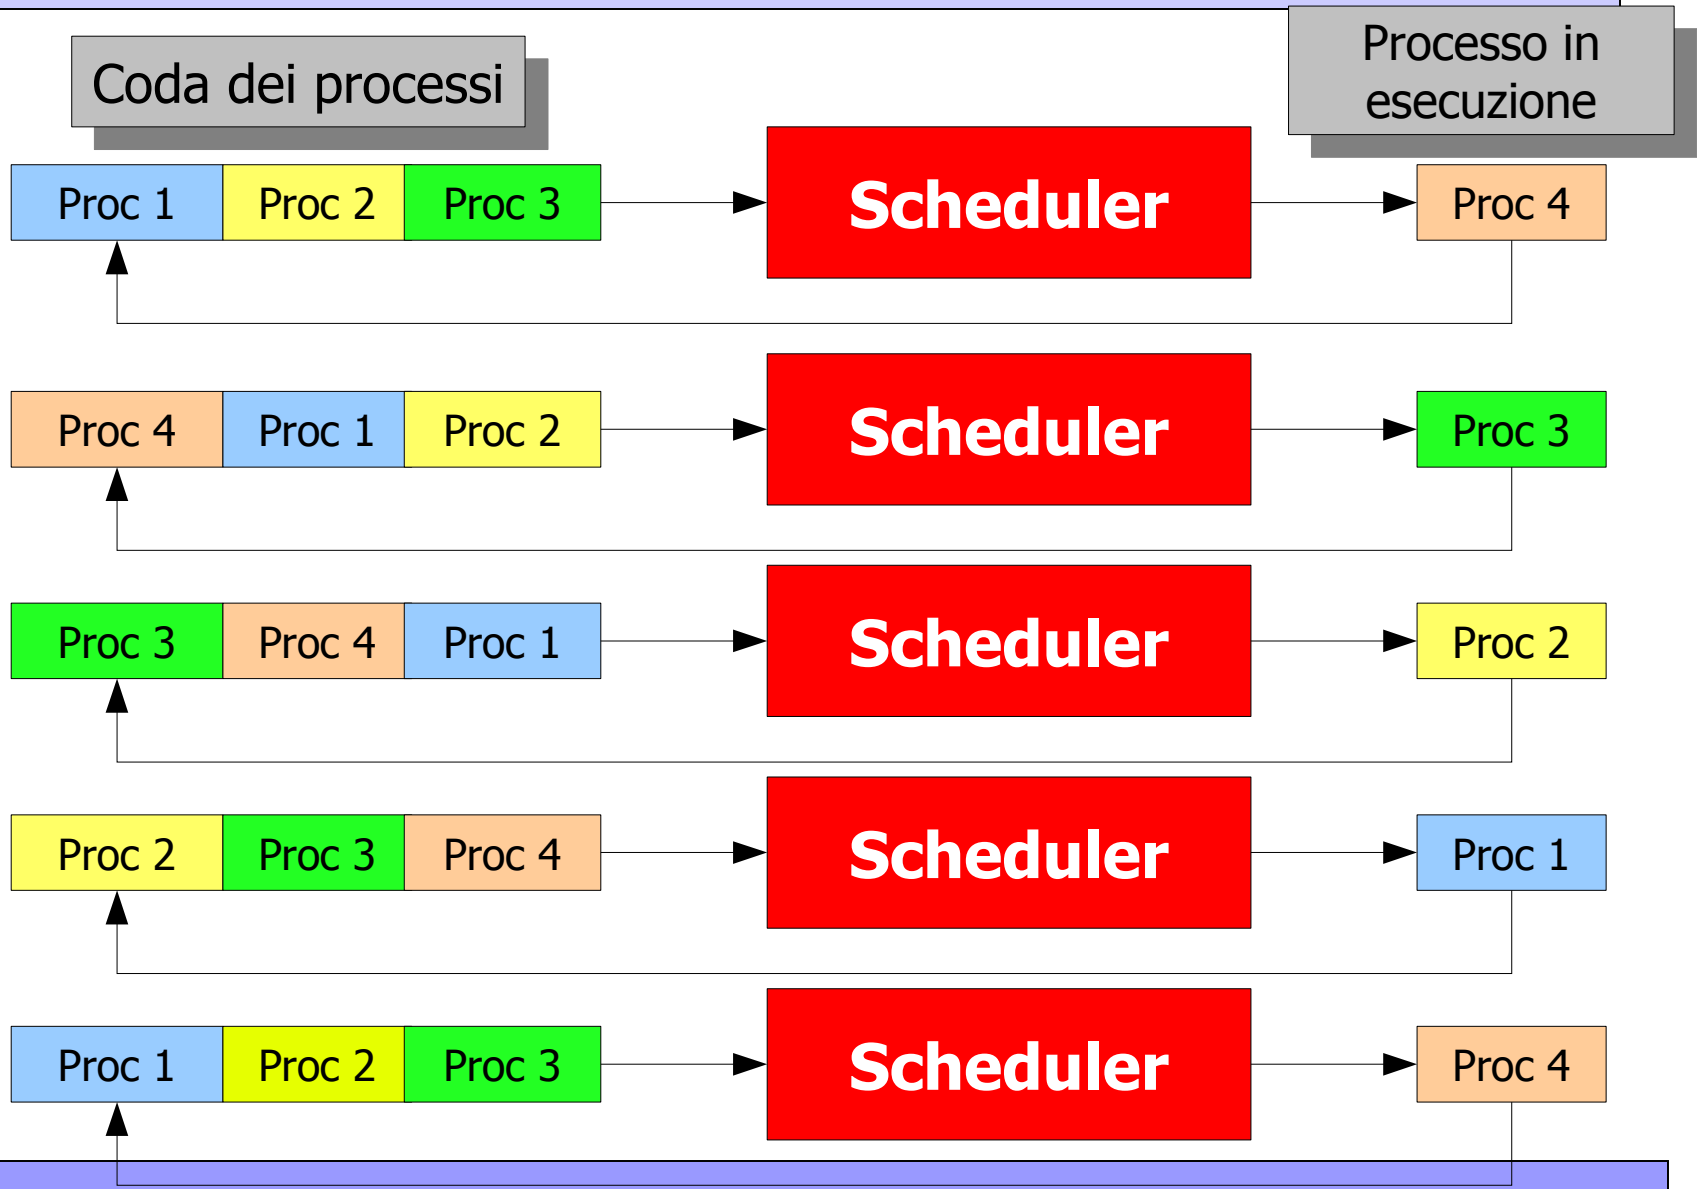 Coda dei processi
Processo in
esecuzione
Proc 1 Proc 2 Proc 3 Scheduler Proc 4
Proc 4 Proc 1 Proc 2 Scheduler Proc 3
Proc 3 Proc 4 Proc 1 Scheduler Proc 2
Proc 2 Proc 3 Proc 4 Scheduler Proc 1
Proc 1 Proc 2 Proc 3 Scheduler Proc 4